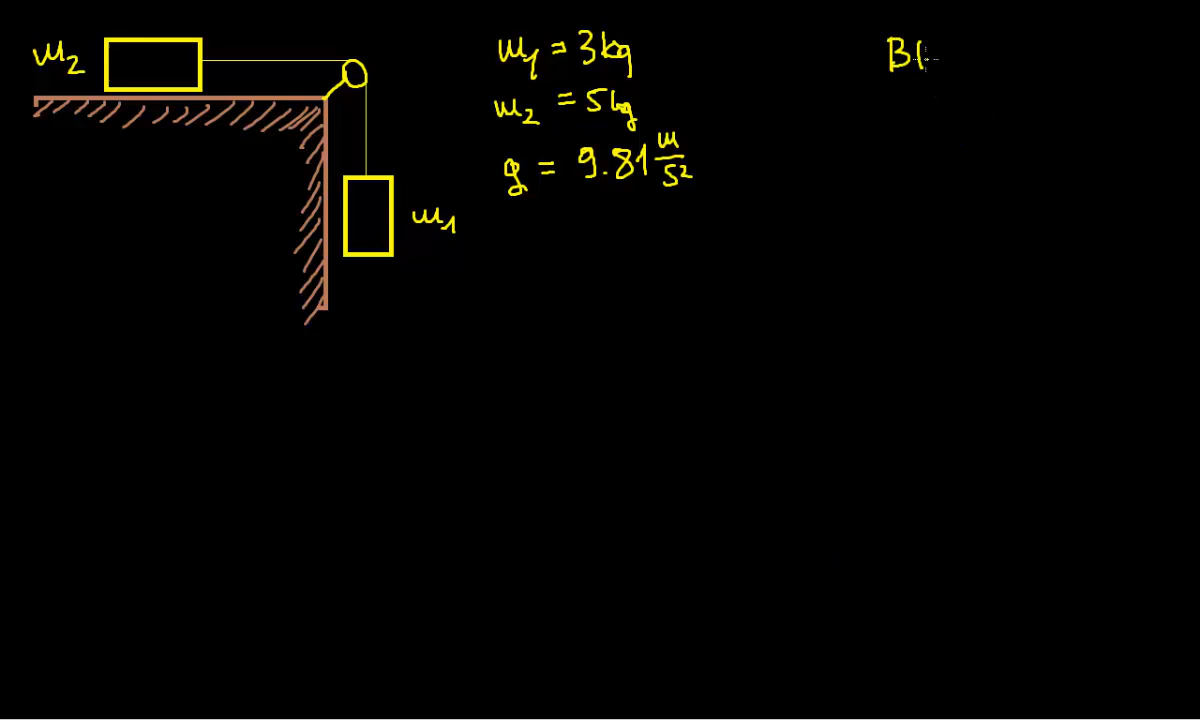 m2
m1 = 3kg
m2 = 5kg
g = 9.81 m/s²
m1